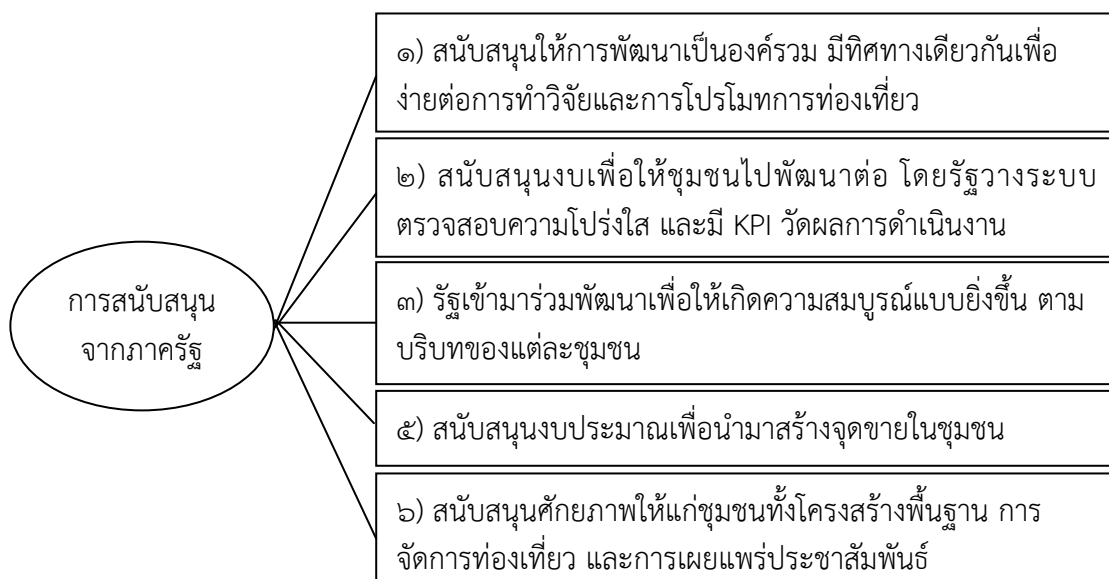 ๑) สนับสนุนให้การพัฒนาเป็นองค์รวม มีทิศทางเดียวกันเพื่อ
ง่ายต่อการทำวิจัยและการโปรโมทการท่องเที่ยว
๒) สนับสนุนงบเพื่อให้ชุมชนไปพัฒนาต่อ โดยรัฐวางระบบ
ตรวจสอบความโปร่งใส และมี KPI วัดผลการดำเนินงาน
การสนับสนุน
จากภาครัฐ
๓) รัฐเข้ามาร่วมพัฒนาเพื่อให้เกิดความสมบูรณ์แบบยิ่งขึ้น ตาม
บริบทของแต่ละชุมชน
๕) สนับสนุนงบประมาณเพื่อนำมาสร้างจุดขายในชุมชน
๖) สนับสนุนศักยภาพให้แก่ชุมชนทั้งโครงสร้างพื้นฐาน การ
จัดการท่องเที่ยว และการเผยแพร่ประชาสัมพันธ์